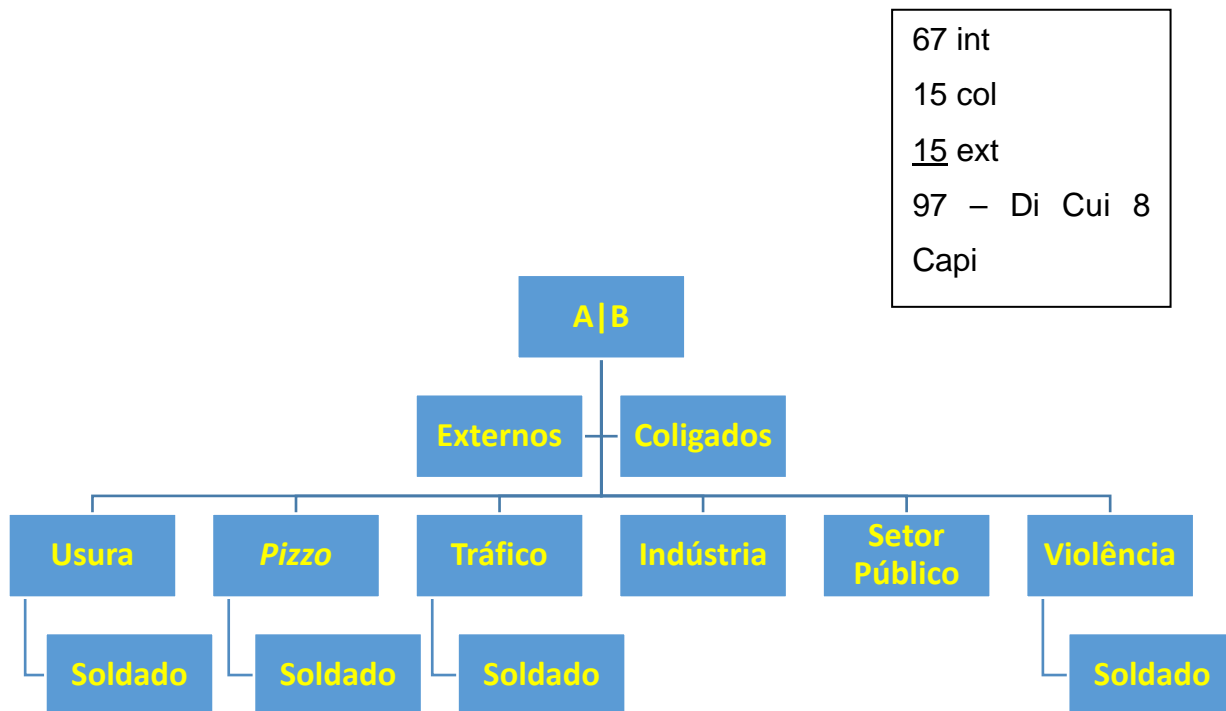 67 int
15 col
15 ext
97 – Di Cui 8
Capi
A|B
Externos
Coligados
Usura
Pizzo
Tráfico
Indústria
Setor
Público
Violência
Soldado
Soldado
Soldado
Soldado